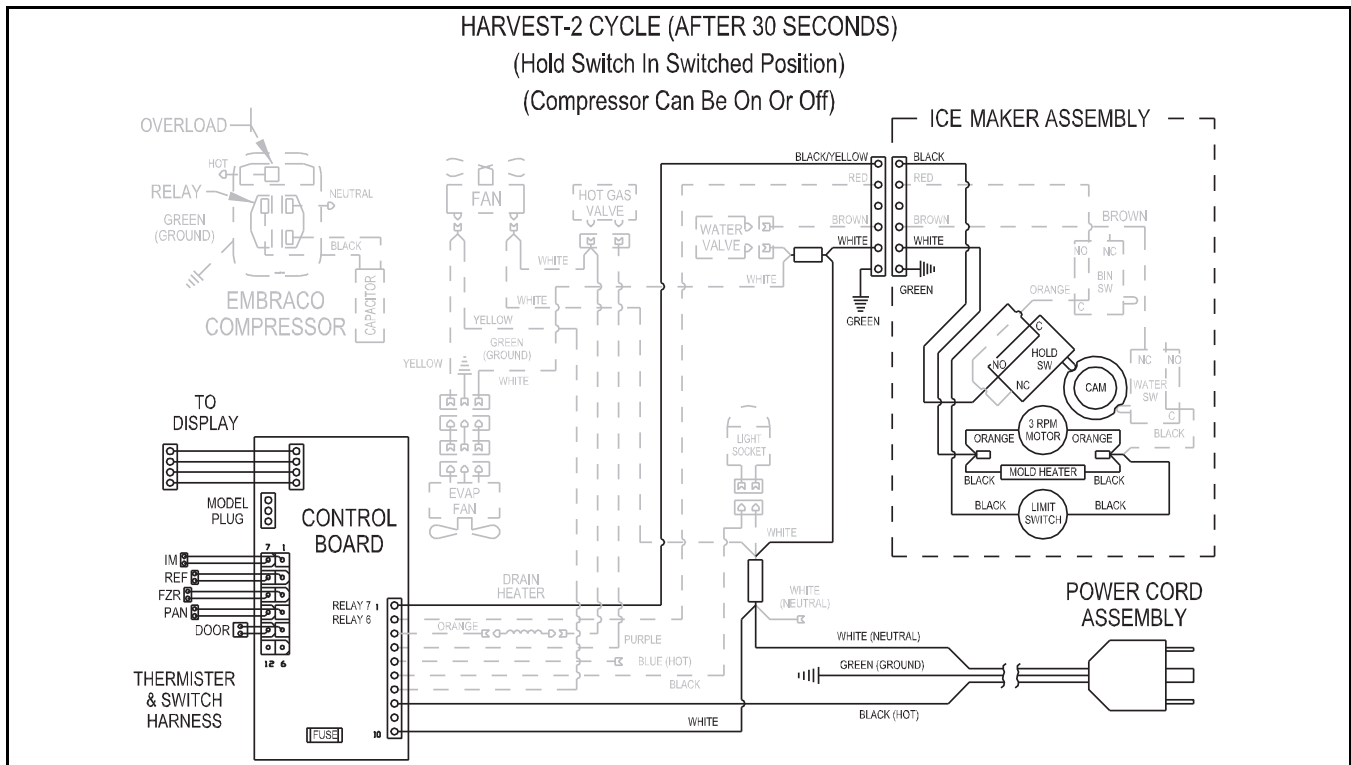 HARVEST-2 CYCLE (AFTER 30 SECONDS)
(Hold Switch In Switched Position)
(Compressor Can Be On Or Off)
OVERLOAD
HOT
RELAY
NEUTRAL
GREEN
(GROUND)
BLACK
CAPACITOR
EMBRACO
COMPRESSOR
FAN
HOT GAS
VALVE
WHITE
WHITE
YELLOW
GREEN
(GROUND)
YELLOW
WHITE
EVAP
FAN
WATER
VALVE
WHITE
BLACK/YELLOW
RED
BROWN
WHITE
GREEN
ICE MAKER ASSEMBLY
BLACK
RED
BROWN
WHITE
GREEN
BROWN
NO
NC
BIN
SW
ORANGE
C
C
HOLD
SW
NO
NC
CAM
NC
NO
WATER
SW
C
BLACK
3 RPM
MOTOR
ORANGE
ORANGE
MOLD HEATER
BLACK
BLACK
BLACK
LIMIT
SWITCH
BLACK
TO
DISPLAY
MODEL
PLUG
CONTROL
BOARD
7 1
IM
REF
FZR
PAN
DOOR
12 6
THERMISTER
& SWITCH
HARNESS
FUSE
RELAY 7 1
RELAY 6
10
DRAIN
HEATER
ORANGE
PURPLE
BLUE (HOT)
BLACK
LIGHT
SOCKET
WHITE
WHITE
(NEUTRAL)
WHITE (NEUTRAL)
GREEN (GROUND)
BLACK (HOT)
WHITE
POWER CORD
ASSEMBLY